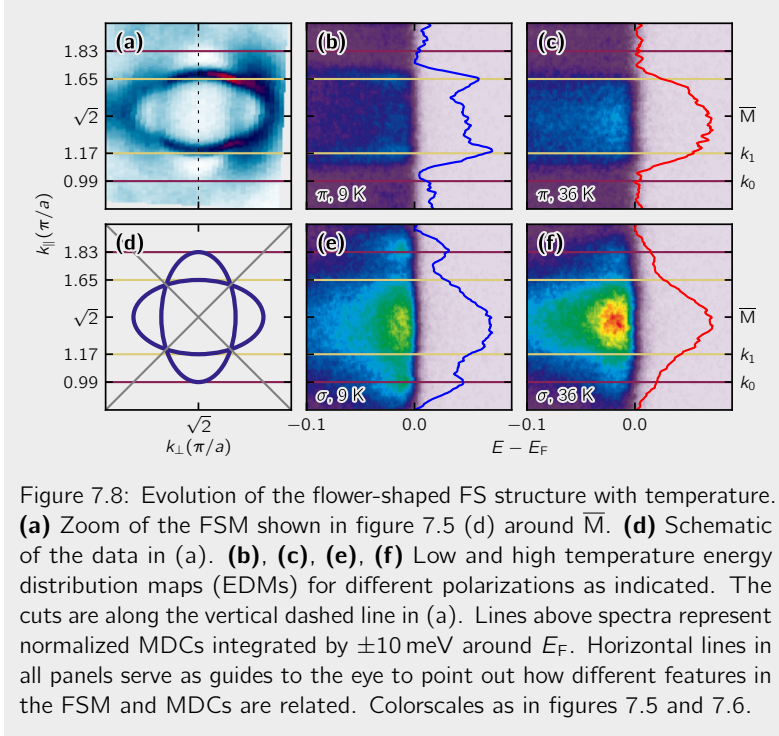 (a)
(b)
(c)
1.83
1.65
√2
1.17
0.99
M̅
k₁
k₀
π, 9 K
π, 36 K
k∥(π/a)
(d)
(e)
(f)
1.83
1.65
√2
1.17
0.99
M̅
k₁
k₀
σ, 9 K
σ, 36 K
√2
−0.1
0.0
−0.1
0.0
k⊥(π/a)
E − E_F
Figure 7.8: Evolution of the flower-shaped FS structure with temperature.
(a) Zoom of the FSM shown in figure 7.5 (d) around M̅. (d) Schematic
of the data in (a). (b), (c), (e), (f) Low and high temperature energy
distribution maps (EDMs) for different polarizations as indicated. The
cuts are along the vertical dashed line in (a). Lines above spectra represent
normalized MDCs integrated by ±10 meV around E_F. Horizontal lines in
all panels serve as guides to the eye to point out how different features in
the FSM and MDCs are related. Colorscales as in figures 7.5 and 7.6.